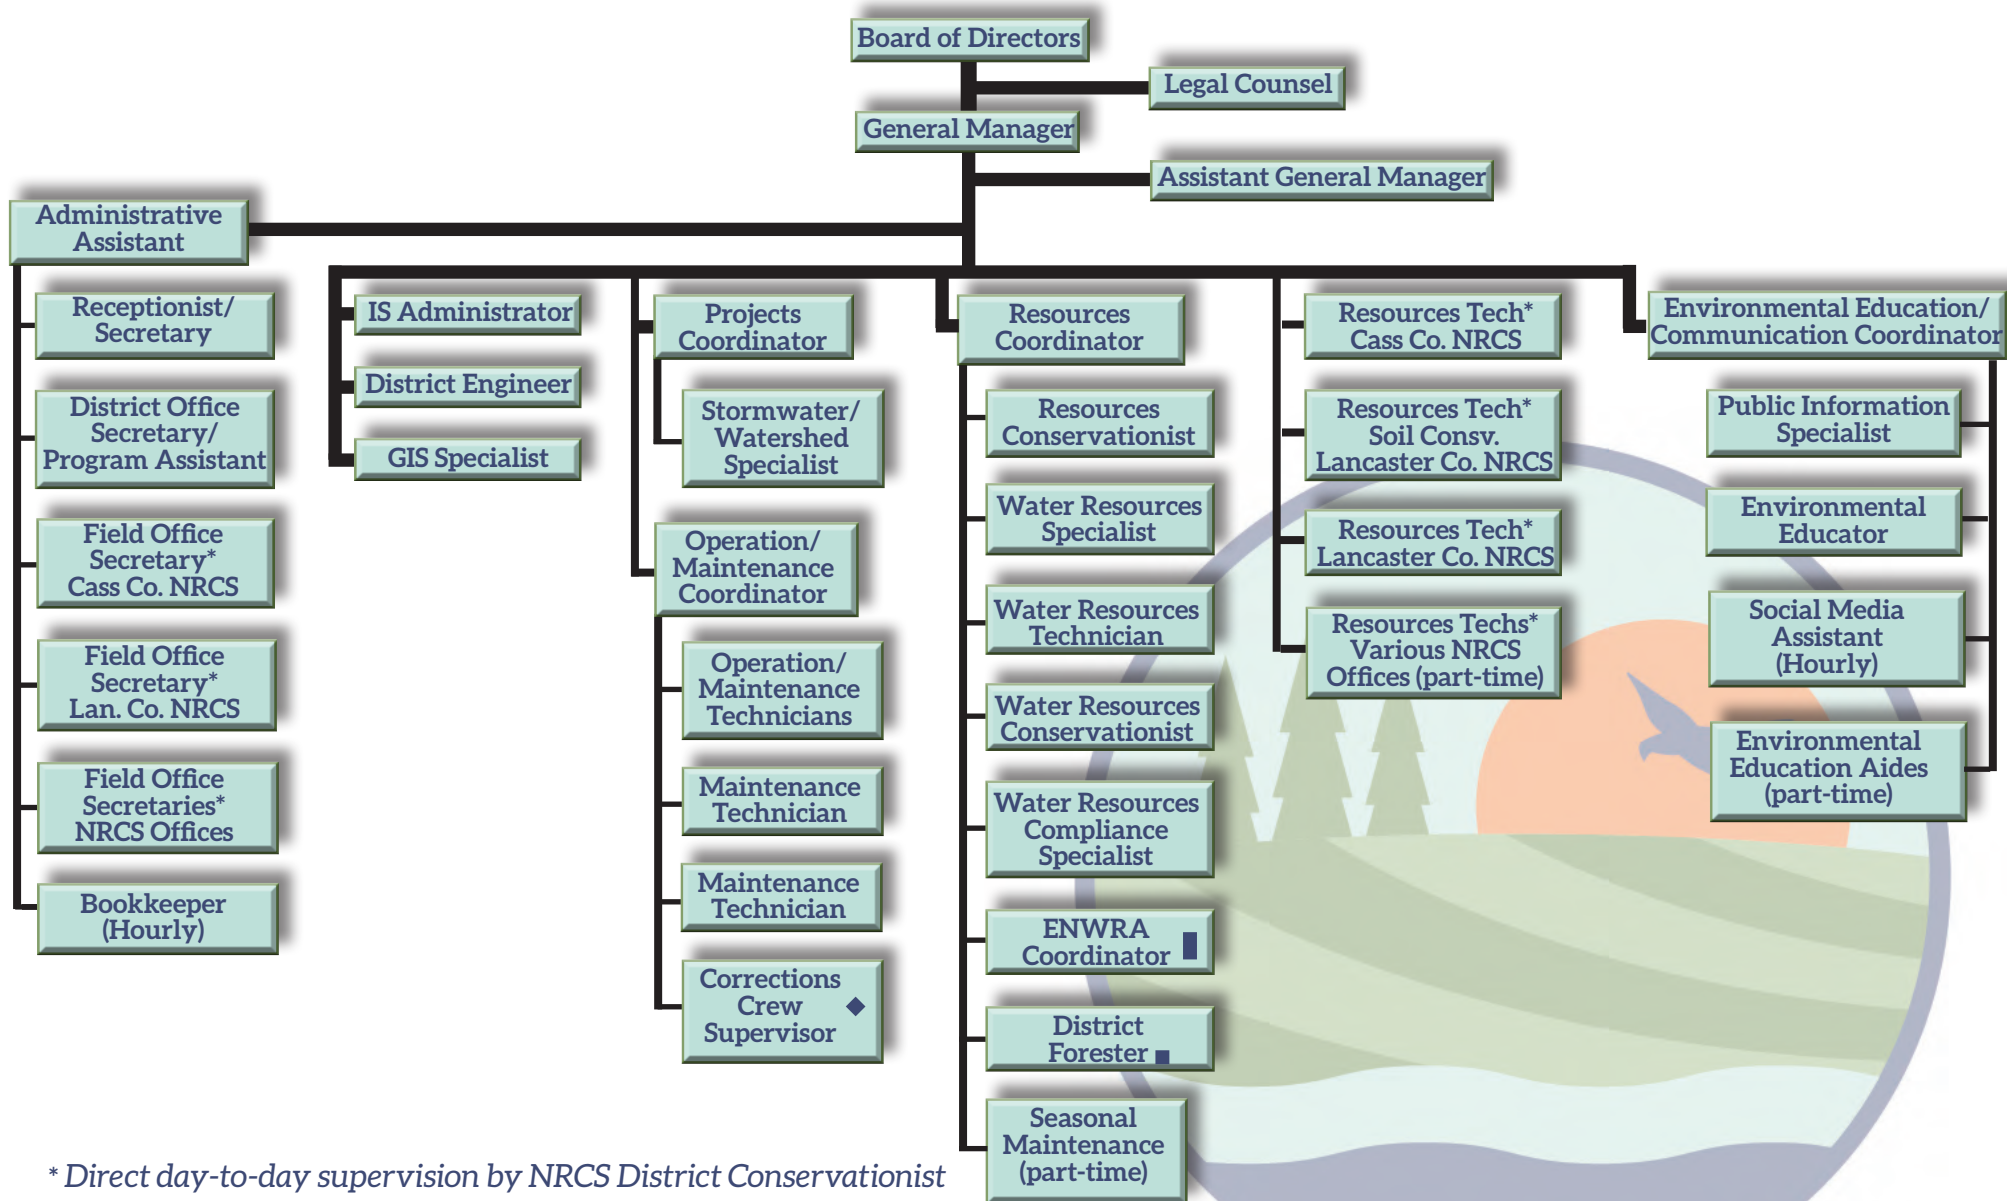 Board of Directors
Legal Counsel
General Manager
Assistant General Manager
Administrative
Assistant
Receptionist/
Secretary
District Office
Secretary/
Program Assistant
Field Office
Secretary*
Cass Co. NRCS
Field Office
Secretary*
Lan. Co. NRCS
Field Office
Secretaries*
NRCS Offices
Bookkeeper
(Hourly)
IS Administrator
District Engineer
GIS Specialist
Projects
Coordinator
Stormwater/
Watershed
Specialist
Operation/
Maintenance
Coordinator
Operation/
Maintenance
Technicians
Maintenance
Technician
Maintenance
Technician
Corrections
Crew
Supervisor ◆
Resources
Coordinator
Resources
Conservationist
Water Resources
Specialist
Water Resources
Technician
Water Resources
Conservationist
Water Resources
Compliance
Specialist
ENWRA
Coordinator
District
Forester ■
Seasonal
Maintenance
(part-time)
Resources Tech*
Cass Co. NRCS
Resources Tech*
Soil Consv.
Lancaster Co. NRCS
Resources Tech*
Lancaster Co. NRCS
Resources Techs*
Various NRCS
Offices (part-time)
Environmental Education/
Communication Coordinator
Public Information
Specialist
Environmental
Educator
Social Media
Assistant
(Hourly)
Environmental
Education Aides
(part-time)
* Direct day-to-day supervision by NRCS District Conservationist